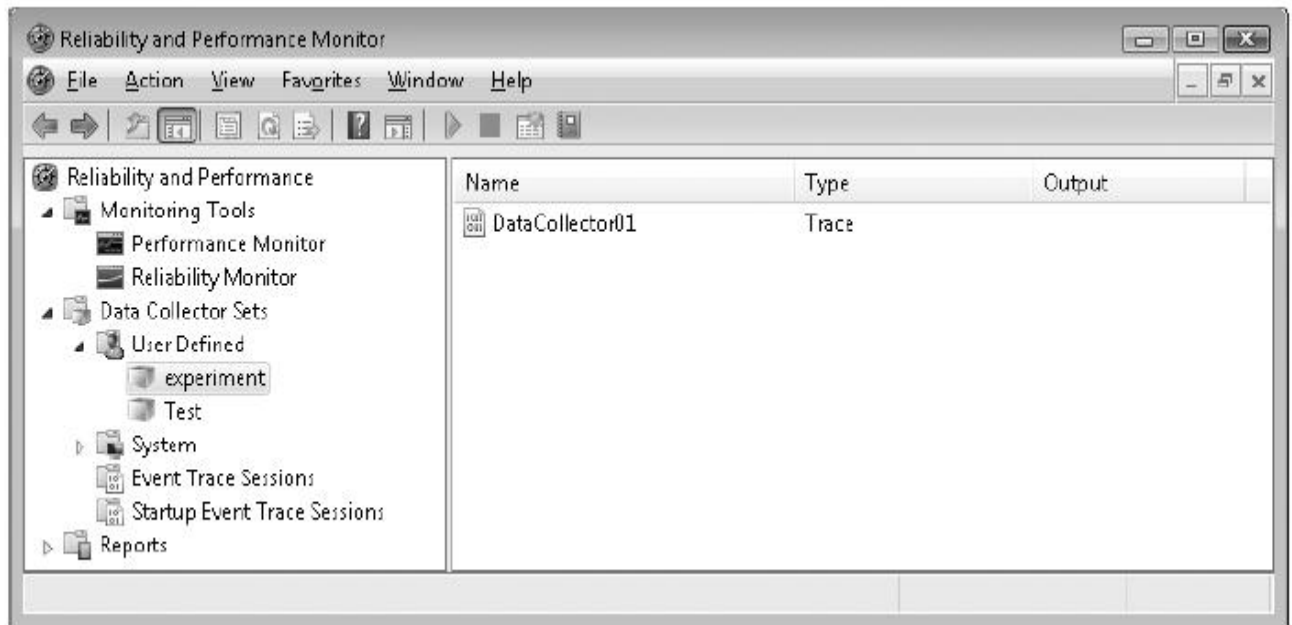 Reliability and Performance Monitor
File Action View Favorites Window Help
Reliability and Performance
Monitoring Tools
Performance Monitor
Reliability Monitor
Data Collector Sets
User Defined
experiment
Test
System
Event Trace Sessions
Startup Event Trace Sessions
Reports
Name Type Output
DataCollector01 Trace